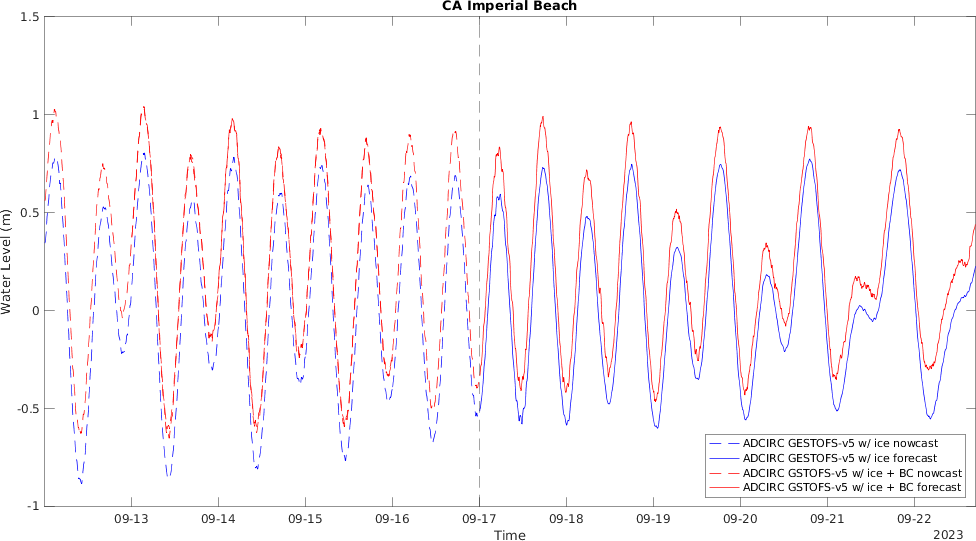 CA Imperial Beach
1.5
1
0.5
0
-0.5
-1
Water Level (m)
09-13 09-14 09-15 09-16 09-17 09-18 09-19 09-20 09-21 09-22
Time
2023
ADCIRC GESTOFS-v5 w/ ice nowcast
ADCIRC GESTOFS-v5 w/ ice forecast
ADCIRC GSTOFS-v5 w/ ice + BC nowcast
ADCIRC GSTOFS-v5 w/ ice + BC forecast